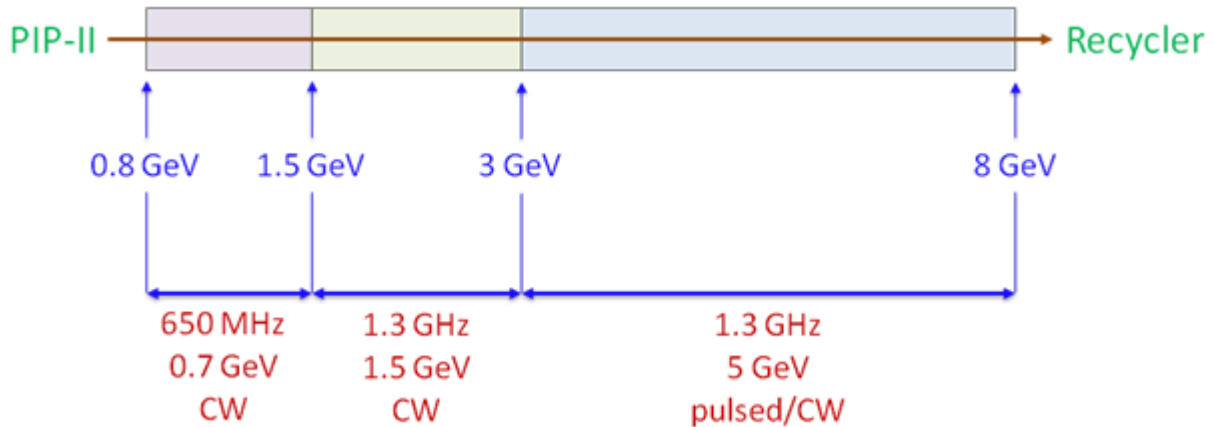 PIP-II
Recycler
0.8 GeV
1.5 GeV
3 GeV
8 GeV
650 MHz
0.7 GeV
CW
1.3 GHz
1.5 GeV
CW
1.3 GHz
5 GeV
pulsed/CW